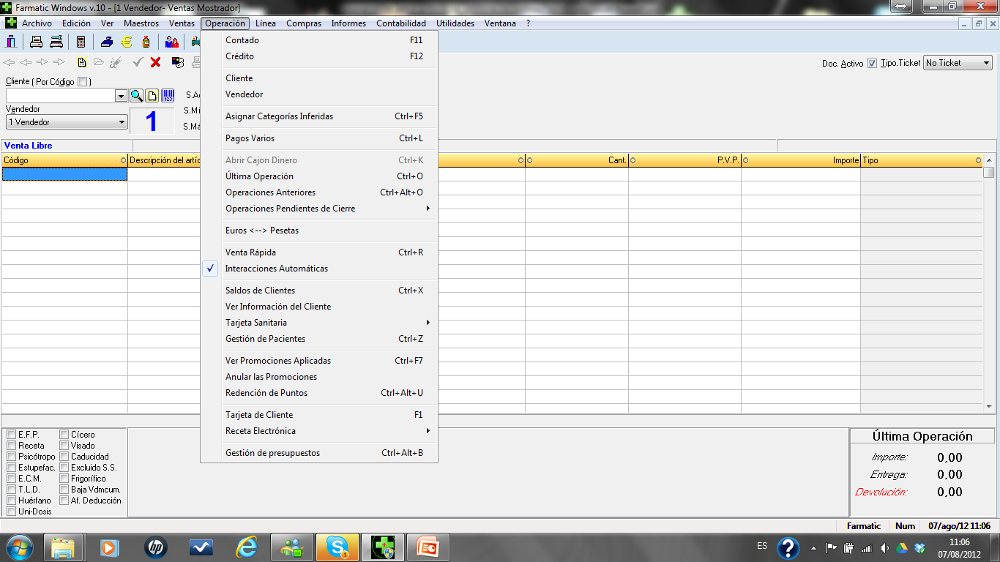 Farmatic Windows v.10 - [1 Vendedor- Ventas Mostrador]
Archivo Edición Ver Maestros Ventas Operación Línea Compras Informes Contabilidad Utilidades Ventana ?
Contado F11
Crédito F12
Cliente
Vendedor
Asignar Categorías Inferidas Ctrl+F5
Pagos Varios Ctrl+L
Abrir Cajon Dinero Ctrl+K
Última Operación Ctrl+O
Operaciones Anteriores Ctrl+Alt+O
Operaciones Pendientes de Cierre
Euros <--> Pesetas
Venta Rápida Ctrl+R
Interacciones Automáticas
Saldos de Clientes Ctrl+X
Ver Información del Cliente
Tarjeta Sanitaria
Gestión de Pacientes Ctrl+Z
Ver Promociones Aplicadas Ctrl+F7
Anular las Promociones
Redención de Puntos Ctrl+Alt+U
Tarjeta de Cliente F1
Receta Electrónica
Gestión de presupuestos Ctrl+Alt+B
Doc. Activo Tipo.Ticket No Ticket
Cliente ( Por Código )
123
Vendedor
1 Vendedor
1
S.A
S.Mi
S.Má
Venta Libre
Código Descripción del artíc Cant. P.V.P. Importe Tipo
E.F.P. Cícero
Receta Visado
Psicótropo Caducidad
Estupefac. Excluido S.S.
E.C.M. Frigorífico
T.L.D. Baja Vdmcum.
Huérfano Af. Deducción
Uni-Dosis
Última Operación
Importe: 0,00
Entrega: 0,00
Devolución: 0,00
Farmatic Num 07/ago/12 11:06
hp
1
ES
?
11:06
07/08/2012